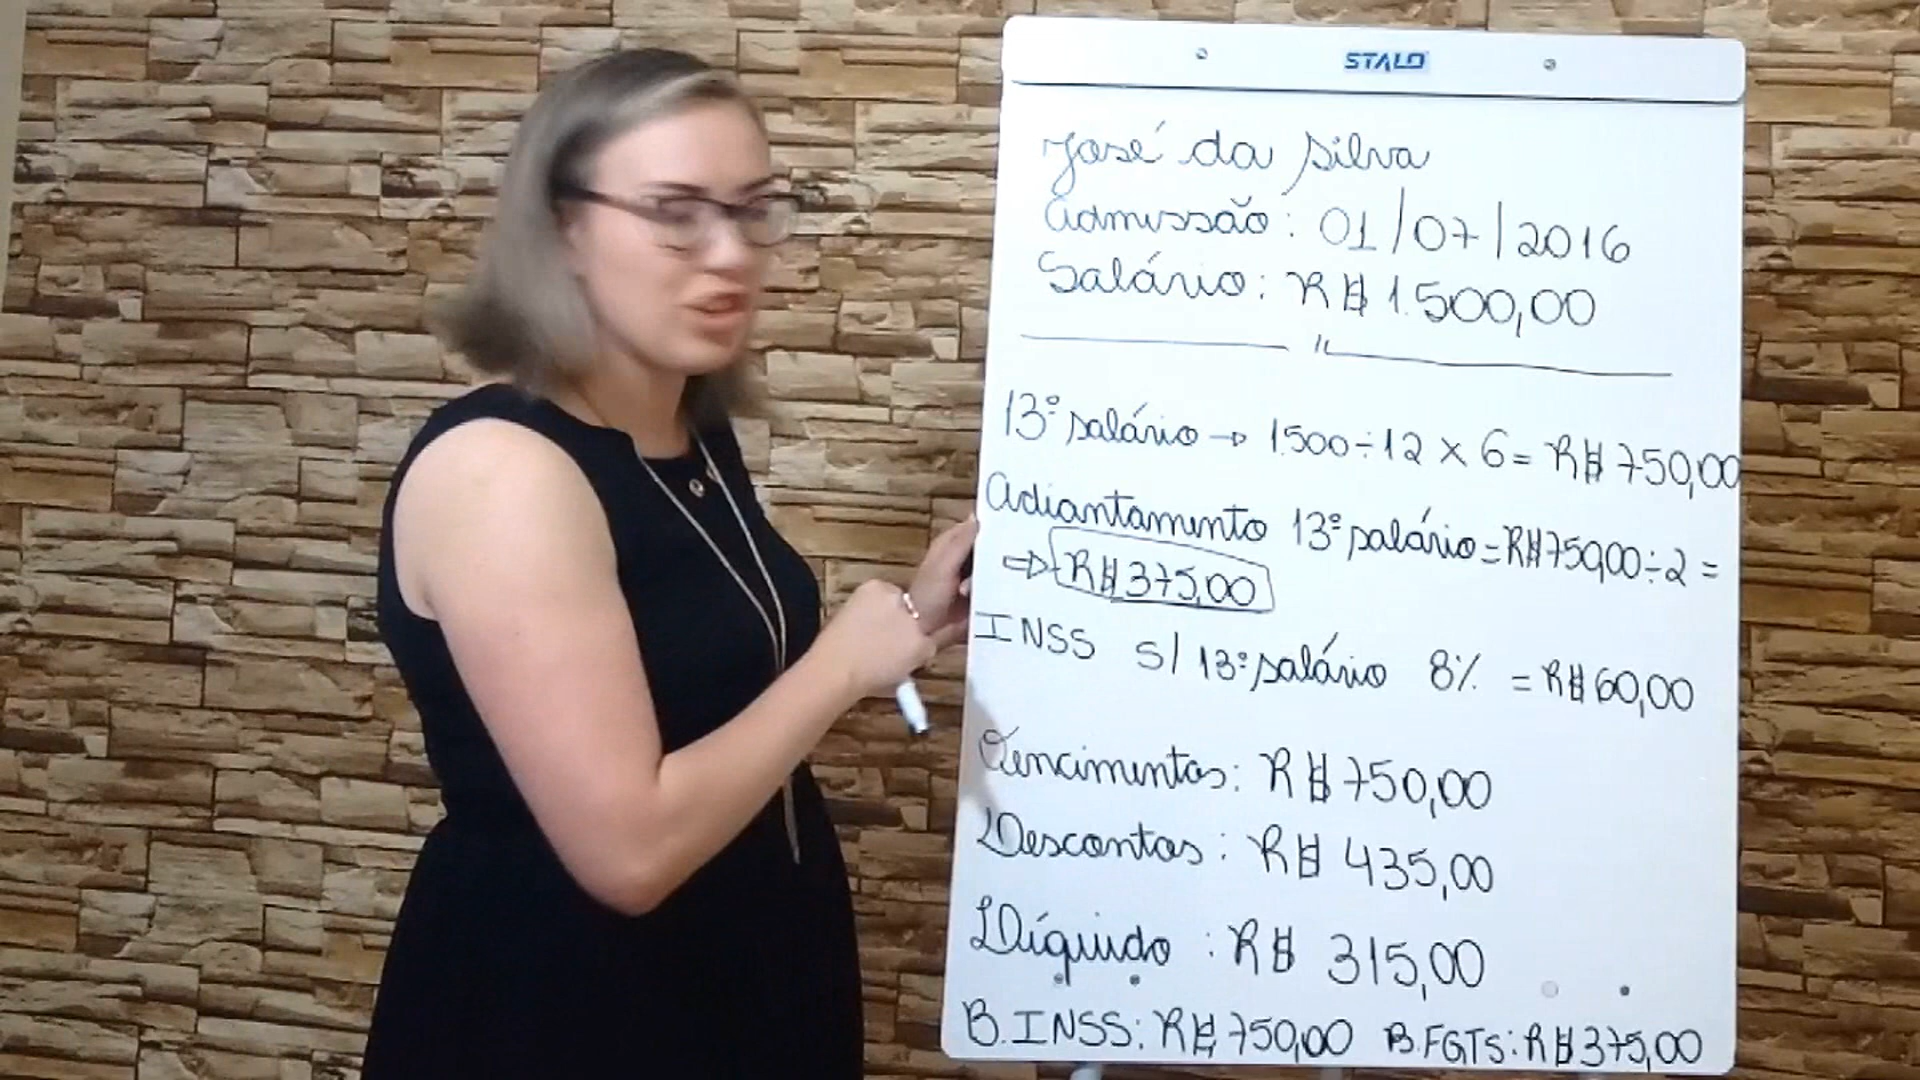 STALO
José da Silva
Admissão: 01/07/2016
Salário: R$ 1.500,00
13º salário → 1500÷12 x 6= R$ 750,00
Adiantamento 13º salário=R$750,00÷2 =
⇒ R$375,00
INSS S/ 13º salário 8% = R$60,00
Vencimentos: R$750,00
Descontos: R$ 435,00
Líquido : R$ 315,00
B.INSS: R$ 750,00 B.FGTS: R$375,00